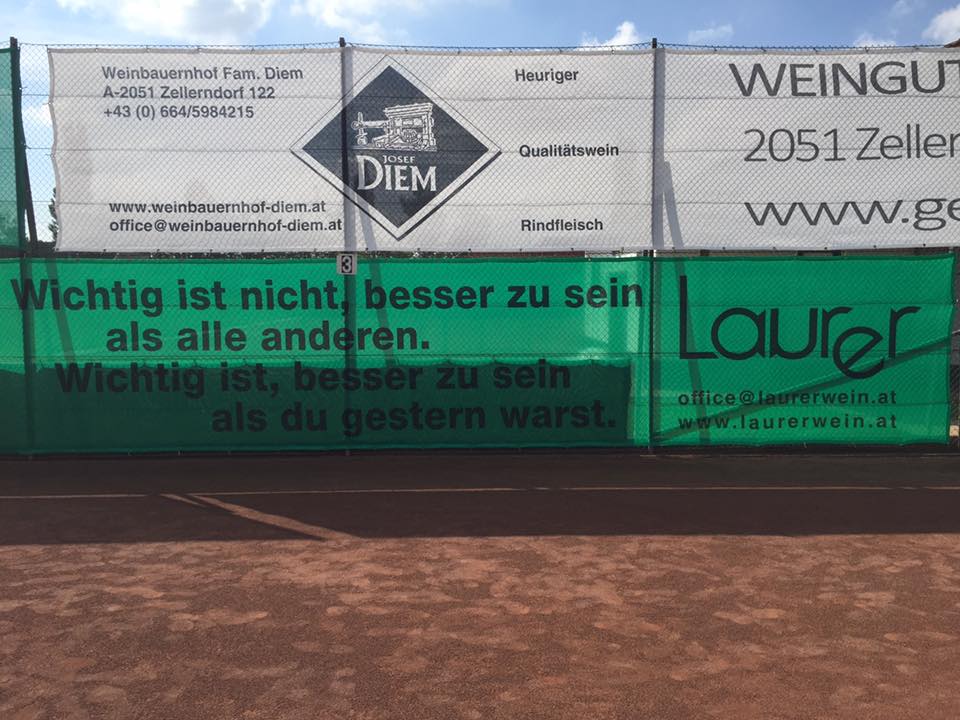 Weinbauernhof Fam. Diem
A-2051 Zellerndorf 122
+43 (0) 664/5984215
www.weinbauernhof-diem.at
office@weinbauernhof-diem.at
JOSEF
DIEM
Heuriger
Qualitätswein
Rindfleisch
WEINGUT
2051 Zeller
www.ge
3
Wichtig ist nicht, besser zu sein
als alle anderen.
Wichtig ist, besser zu sein
als du gestern warst.
Laurer
office@laurerwein.at
www.laurerwein.at